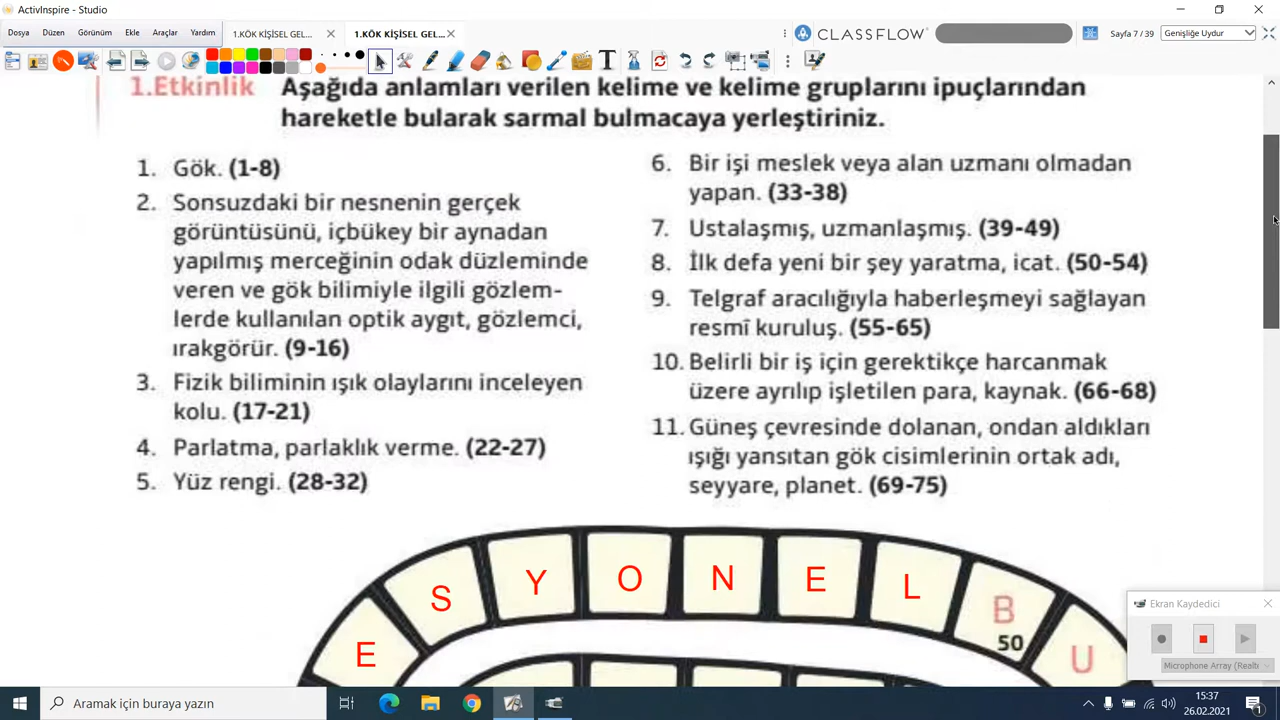 ActivInspire - Studio
Dosya Düzen Görünüm Ekle Araçlar Yardım
1.KÖK KİŞİSEL GEL...
1.KÖK KİŞİSEL GEL...
CLASSFLOW
Sayfa 7 / 39
Genişliğe Uydur
1.Etkinlik Aşağıda anlamları verilen kelime ve kelime gruplarını ipuçlarından
hareketle bularak sarmal bulmacaya yerleştiriniz.
1. Gök. (1-8)
2. Sonsuzdaki bir nesnenin gerçek
görüntüsünü, içbükey bir aynadan
yapılmış merceğinin odak düzleminde
veren ve gök bilimiyle ilgili gözlem-
lerde kullanılan optik aygıt, gözlemci,
ırakgörür. (9-16)
3. Fizik biliminin ışık olaylarını inceleyen
kolu. (17-21)
4. Parlatma, parlaklık verme. (22-27)
5. Yüz rengi. (28-32)
6. Bir işi meslek veya alan uzmanı olmadan
yapan. (33-38)
7. Ustalaşmış, uzmanlaşmış. (39-49)
8. İlk defa yeni bir şey yaratma, icat. (50-54)
9. Telgraf aracılığıyla haberleşmeyi sağlayan
resmî kuruluş. (55-65)
10. Belirli bir iş için gerektikçe harcanmak
üzere ayrılıp işletilen para, kaynak. (66-68)
11. Güneş çevresinde dolanan, ondan aldıkları
ışığı yansıtan gök cisimlerinin ortak adı,
seyyare, planet. (69-75)
E S Y O N E L B U
50
Ekran Kaydedici
Microphone Array (Realte
Aramak için buraya yazın
15:37
26.02.2021
1